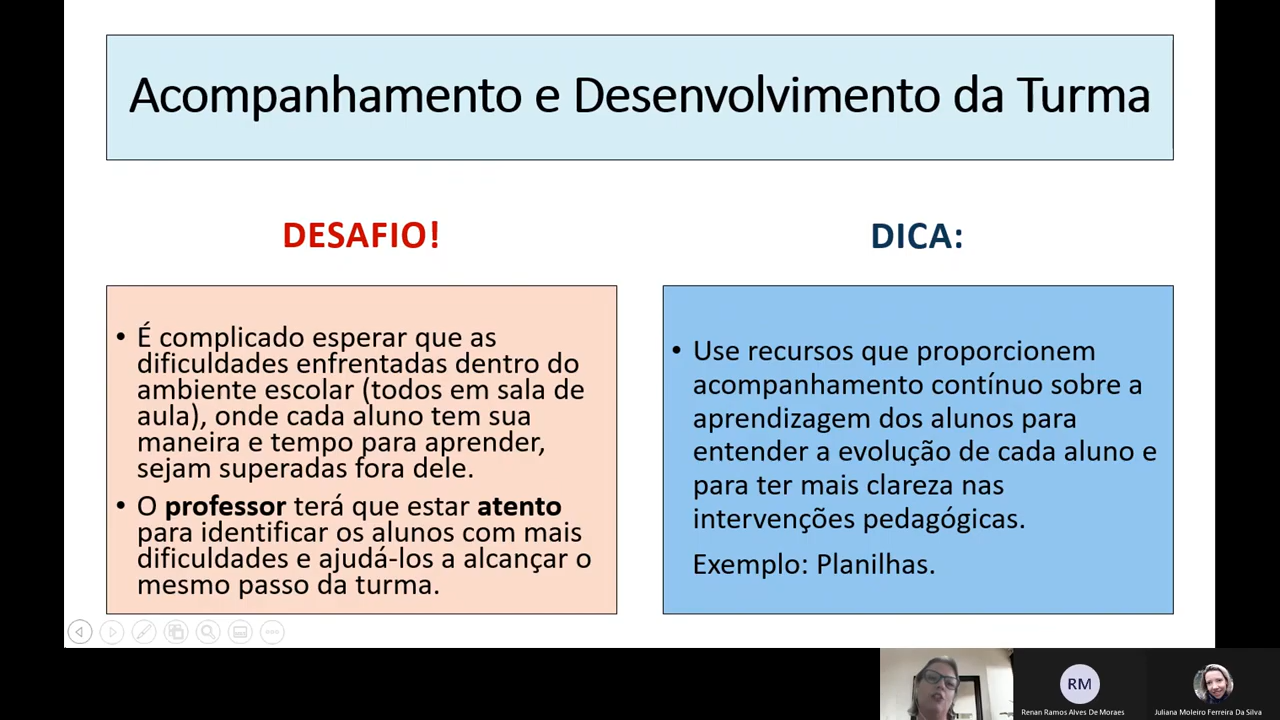 Acompanhamento e Desenvolvimento da Turma
DESAFIO!
• É complicado esperar que as
dificuldades enfrentadas dentro do
ambiente escolar (todos em sala de
aula), onde cada aluno tem sua
maneira e tempo para aprender,
sejam superadas fora dele.
• O professor terá que estar atento
para identificar os alunos com mais
dificuldades e ajudá-los a alcançar o
mesmo passo da turma.
DICA:
• Use recursos que proporcionem
acompanhamento contínuo sobre a
aprendizagem dos alunos para
entender a evolução de cada aluno e
para ter mais clareza nas
intervenções pedagógicas.
Exemplo: Planilhas.
RM
Renan Ramos Alves De Moraes
Juliana Moleiro Ferreira Da Silva